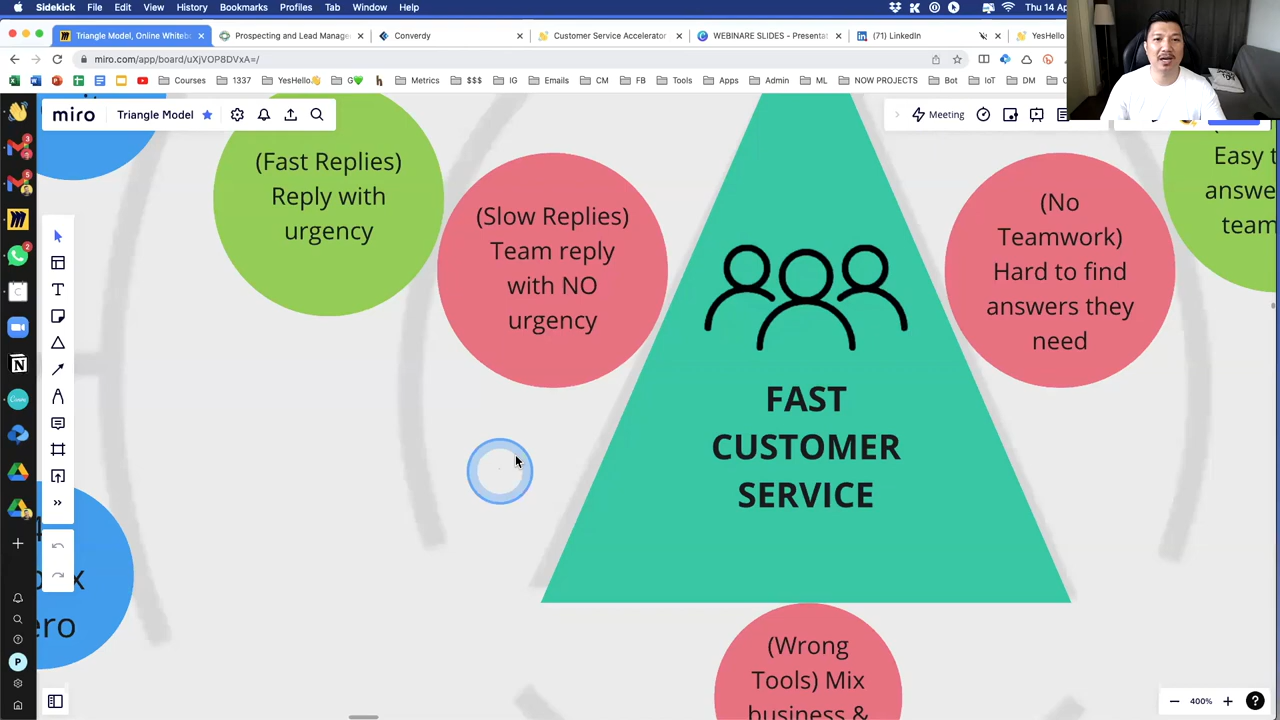 Sidekick File Edit View History Bookmarks Profiles Tab Window Help
Thu 14 Ap
Triangle Model, Online Whitebo
Prospecting and Lead Manage
Converdy
Customer Service Accelerator
WEBINARE SLIDES - Presentat
(71) LinkedIn
YesHello
miro.com/app/board/uXjVOP8DVxA=/
Courses
1337
YesHello👋
G💚
Metrics
$$$
IG
Emails
CM
FB
Tools
Apps
Admin
ML
NOW PROJECTS
Bot
IoT
DM
miro
Triangle Model
Meeting
(Fast Replies)
Reply with
urgency
(Slow Replies)
Team reply
with NO
urgency
(No
Teamwork)
Hard to find
answers they
need
Easy t
answe
team
FAST
CUSTOMER
SERVICE
(Wrong
Tools) Mix
business &
x
ero
400%